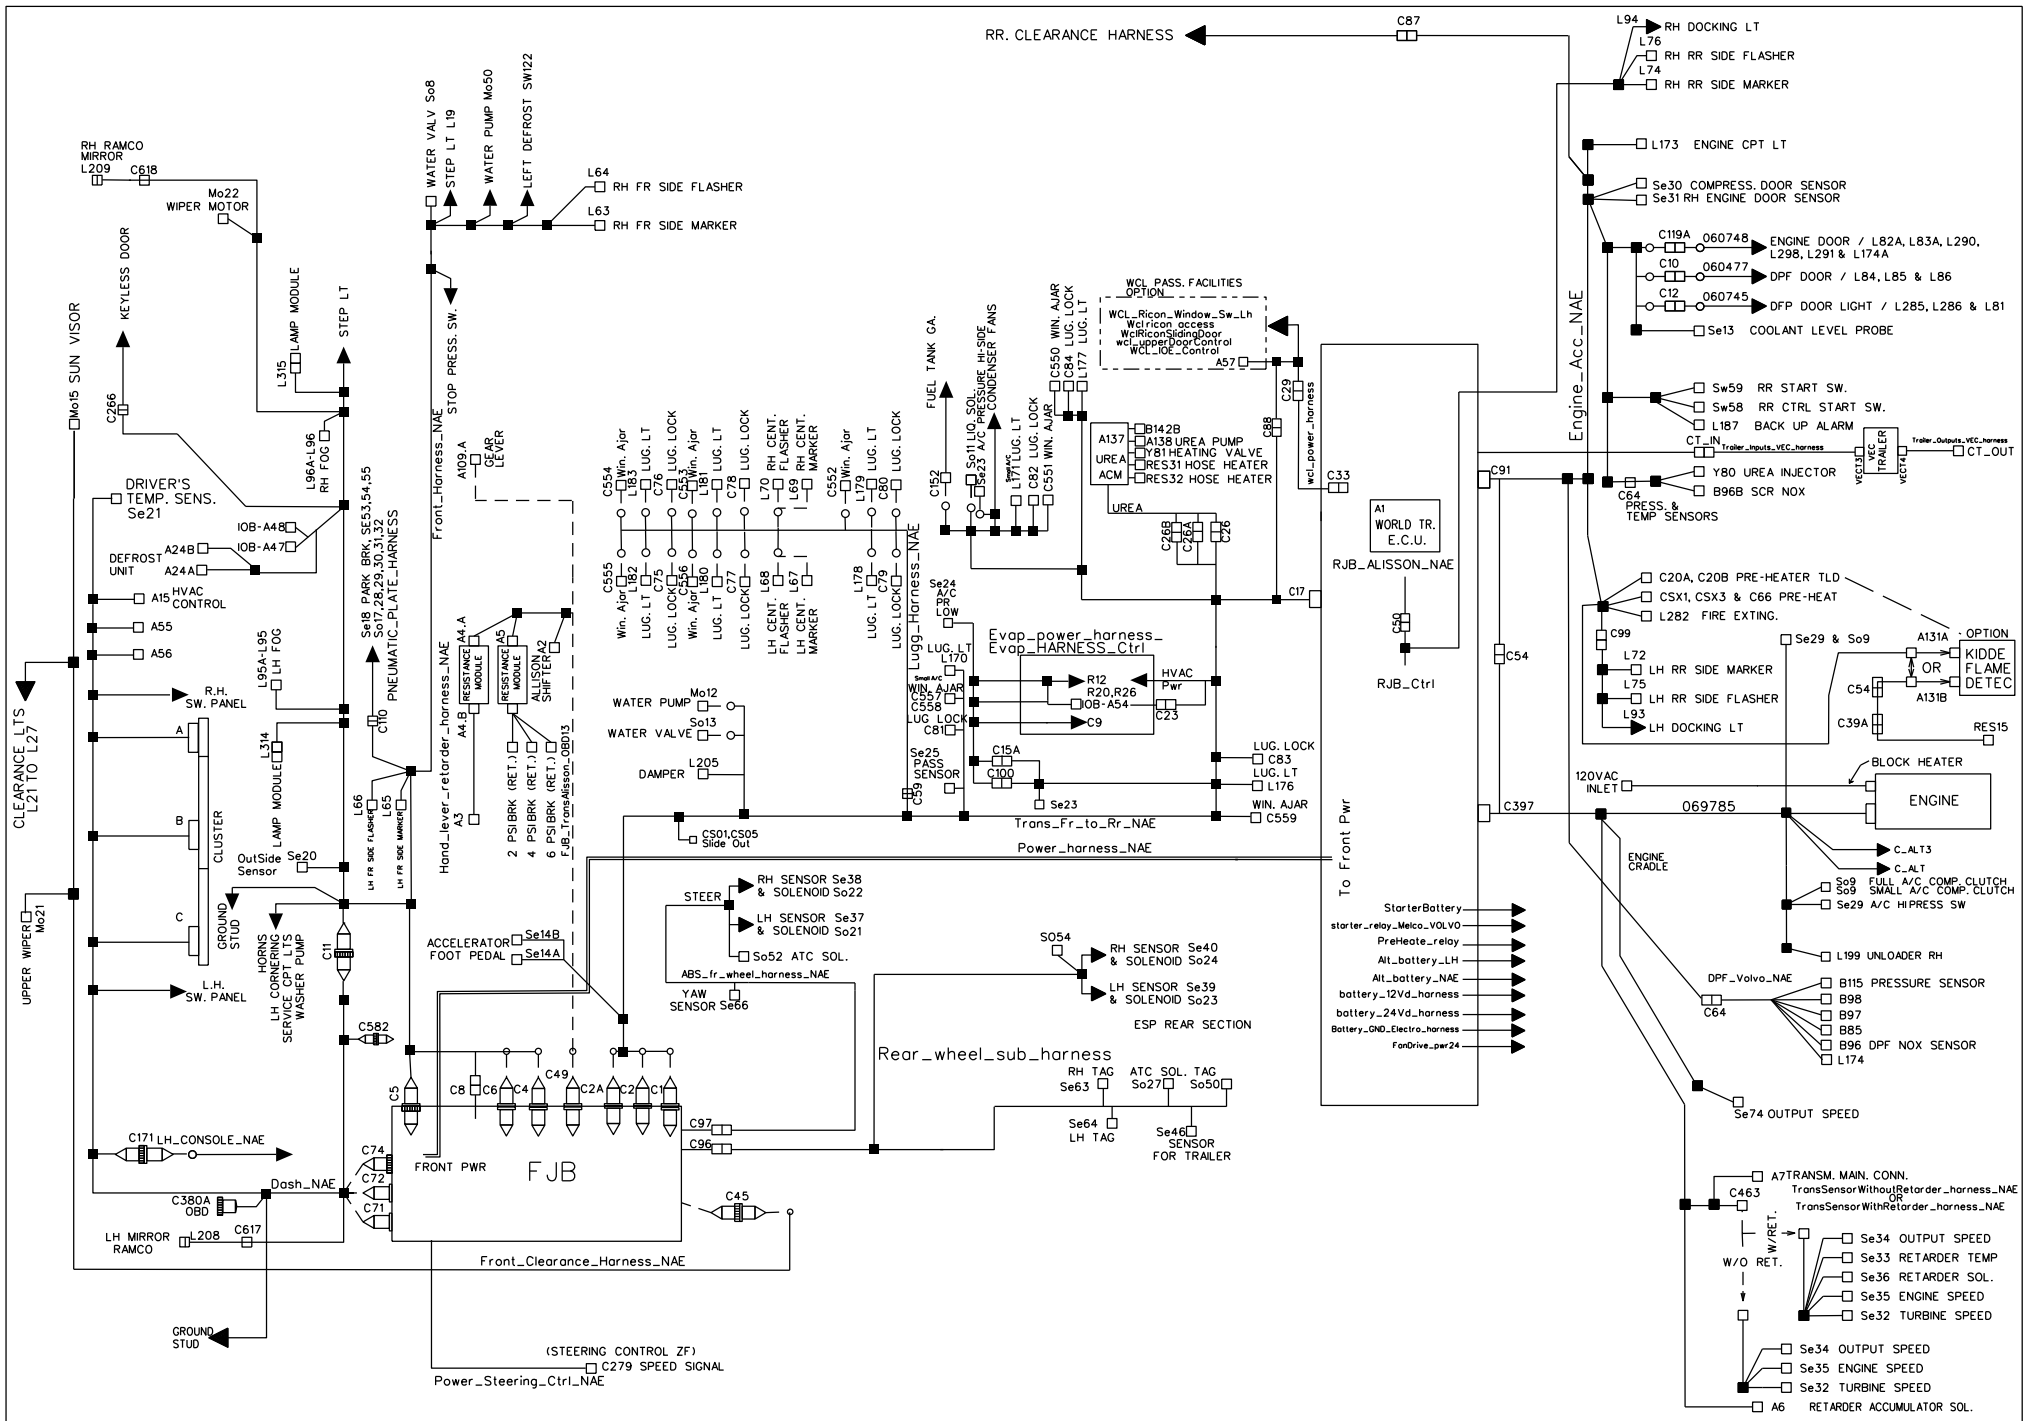 RR. CLEARANCE HARNESS
C87
L94
RH DOCKING LT
L76
RH RR SIDE FLASHER
L74
RH RR SIDE MARKER
L173 ENGINE CPT LT
Se30 COMPRESS. DOOR SENSOR
Se31 RH ENGINE DOOR SENSOR
C119A
060748
ENGINE DOOR / L82A, L83A, L290,
L298, L291 & L174A
C10
060477
DPF DOOR / L84, L85 & L86
C12
060745
DFP DOOR LIGHT / L285, L286 & L81
Se13 COOLANT LEVEL PROBE
Engine_Acc_NAE
Sw59 RR START SW.
Sw58 RR CTRL START SW.
L187 BACK UP ALARM
CT_IN
Trailer_Inputs_VEC_harness
VEC3
VEC
TRAILER
VECT4
Trailer_Outputs_VEC_harness
CT_OUT
C91
C64
PRESS. &
TEMP SENSORS
Y80 UREA INJECTOR
B96B SCR NOX
C20A, C20B PRE-HEATER TLD
CSX1, CSX3 & C66 PRE-HEAT
L282 FIRE EXTING.
C99
L72
LH RR SIDE MARKER
L75
LH RR SIDE FLASHER
L93
LH DOCKING LT
Se29 & So9
OPTION
A131A
OR
A131B
KIDDE
FLAME
DETEC
C54
C39A
RES15
BLOCK HEATER
120VAC
INLET
ENGINE
069785
C397
C54
ENGINE
CRADLE
C_ALT3
C_ALT
So9 FULL A/C COMP. CLUTCH
So9 SMALL A/C COMP. CLUTCH
Se29 A/C HIPRESS SW
L199 UNLOADER RH
DPF_Volvo_NAE
C64
B115 PRESSURE SENSOR
B98
B97
B85
B96 DPF NOX SENSOR
L174
Se74 OUTPUT SPEED
A7 TRANSM. MAIN. CONN.
C463
TransSensorWithoutRetarder_harness_NAE
OR
TransSensorWithRetarder_harness_NAE
W/RET.
W/O RET.
Se34 OUTPUT SPEED
Se33 RETARDER TEMP
Se36 RETARDER SOL.
Se35 ENGINE SPEED
Se32 TURBINE SPEED
Se34 OUTPUT SPEED
Se35 ENGINE SPEED
Se32 TURBINE SPEED
A6 RETARDER ACCUMULATOR SOL.
RH RAMCO
MIRROR
L209
C618
Mo22
WIPER MOTOR
KEYLESS DOOR
C266
Mo15 SUN VISOR
L315
LAMP MODULE
STEP LT
L96A-L96
RH FOG
DRIVER'S
TEMP. SENS.
Se21
IOB-A48
IOB-A47
DEFROST
UNIT
A24B
A24A
A15 HVAC
CONTROL
A55
A56
R.H.
SW. PANEL
A
B
C
CLUSTER
L.H.
SW. PANEL
CLEARANCE LTS
L21 TO L27
UPPER WIPER
Mo21
L95A-L95
LH FOG
L314
LAMP MODULE
OutSide
Sensor
Se20
GROUND
STUD
HORNS
LH CORNERING
SERVICE CPT LTS
WASHER PUMP
C11
C582
C171
LH_CONSOLE_NAE
Dash_NAE
C380A
OBD
LH MIRROR
RAMCO
L208
C617
GROUND
STUD
WATER VALV So8
STEP LT L19
WATER PUMP Mo50
LEFT DEFROST SW122
L64
RH FR SIDE FLASHER
L63
RH FR SIDE MARKER
STOP PRESS. SW.
Front_Harness_NAE
Se18 PARK BRK, SE53,54,55
So17,28,29,30,31,32
PNEUMATIC_PLATE_HARNESS
C110
L66
LH FR SIDE FLASHER
L65
LH FR SIDE MARKER
A109.A
GEAR
LEVER
A4.A
RESISTANCE
MODULE
A4.B
A5
RESISTANCE
MODULE
ALLISON
SHIFTER
A2
Hand_lever_retarder_harness_NAE
A3
2 PSIBRK (RET.)
4 PSIBRK (RET.)
6 PSIBRK (RET.)
FJB_TransAlisson_OBD13
C554
Win. Ajar
L183
LUG. LT
C76
LUG. LOCK
C553
Win. Ajar
L181
LUG. LT
C78
LUG. LOCK
L70
RH CENT.
FLASHER
L69
RH CENT.
MARKER
C552
Win. Ajar
L179
LUG. LT
C80
LUG. LOCK
C555
Win. Ajar
L182
LUG. LT
C75
LUG. LOCK
C556
Win. Ajar
L180
LUG. LT
C77
LUG. LOCK
L68
LH CENT.
FLASHER
L67
LH CENT.
MARKER
L178
LUG. LT
C79
LUG. LOCK
Lugg_Harness_NAE
C59
FUEL TANK GA.
C152
So11 LIQ. SOL.
Se23 A/C PRESSURE HI-SIDE
CONDENSER FANS
Small A/C
L171 LUG. LT
C82 LUG. LOCK
C551 WIN. AJAR
C550 WIN. AJAR
C84 LUG. LOCK
L177 LUG. LT
WCL PASS. FACILITIES
OPTION
WCL_Ricon_Window_Sw_Lh
Wclricon access
WclRiconSlidingDoor
wcl_upperDoorControl
WCL_IOE_Control
A57
C29
C88
wcl_power_harness
C33
A137
UREA
ACM
B142B
A138 UREA PUMP
Y81 HEATING VALVE
RES31 HOSE HEATER
RES32 HOSE HEATER
UREA
C26B
C26A
C26
C17
A1
WORLD TR.
E.C.U.
RJB_ALISSON_NAE
C50
RJB_Ctrl
To Front Pwr
Se24
A/C
PR
LOW
Evap_power_harness_
Evap_HARNESS_Ctrl
R12
R20,R26
IOB-A54
C9
HVAC
Pwr
C23
LUG. LT
L170
Small A/C
WIN. AJAR
C557
C558
LUG LOCK
C81
Se25
PASS
SENSOR
C15A
C100
Se23
LUG. LOCK
C83
LUG. LT
L176
WIN. AJAR
C559
Mo12
WATER PUMP
So13
WATER VALVE
L205
DAMPER
CS01,CS05
Slide Out
Trans_Fr_to_Rr_NAE
Power_harness_NAE
STEER
RH SENSOR Se38
& SOLENOID So22
LH SENSOR Se37
& SOLENOID So21
So52 ATC SOL.
ABS_fr_wheel_harness_NAE
YAW
SENSOR Se66
ACCELERATOR
FOOT PEDAL
Se14B
Se14A
SO54
RH SENSOR Se40
& SOLENOID So24
LH SENSOR Se39
& SOLENOID So23
ESP REAR SECTION
Rear_wheel_sub_harness
RH TAG
Se63
ATC SOL. TAG
So27
So50
Se64
LH TAG
Se46
SENSOR
FOR TRAILER
StarterBattery
starter_relay_Melco_VOLVO
PreHeate_relay
Alt_battery_LH
Alt_battery_NAE
battery_12Vd_harness
battery_24Vd_harness
Battery_GND_Electro_harness
FanDrive_pwr24
C5
C8
C6
C4
C49
C2A
C2
C1
C97
C96
C74
C72
C71
FRONT PWR
FJB
C45
Front_Clearance_Harness_NAE
(STEERING CONTROL ZF)
C279 SPEED SIGNAL
Power_Steering_Ctrl_NAE